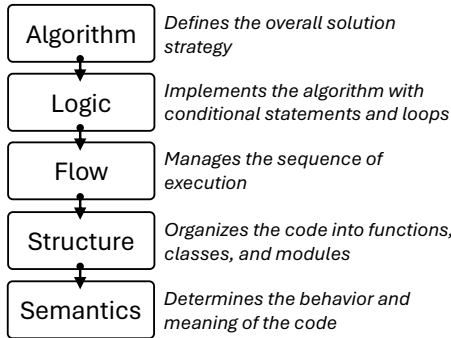 Algorithm
Defines the overall solution
strategy
Logic
Implements the algorithm with
conditional statements and loops
Flow
Manages the sequence of
execution
Structure
Organizes the code into functions,
classes, and modules
Semantics
Determines the behavior and
meaning of the code